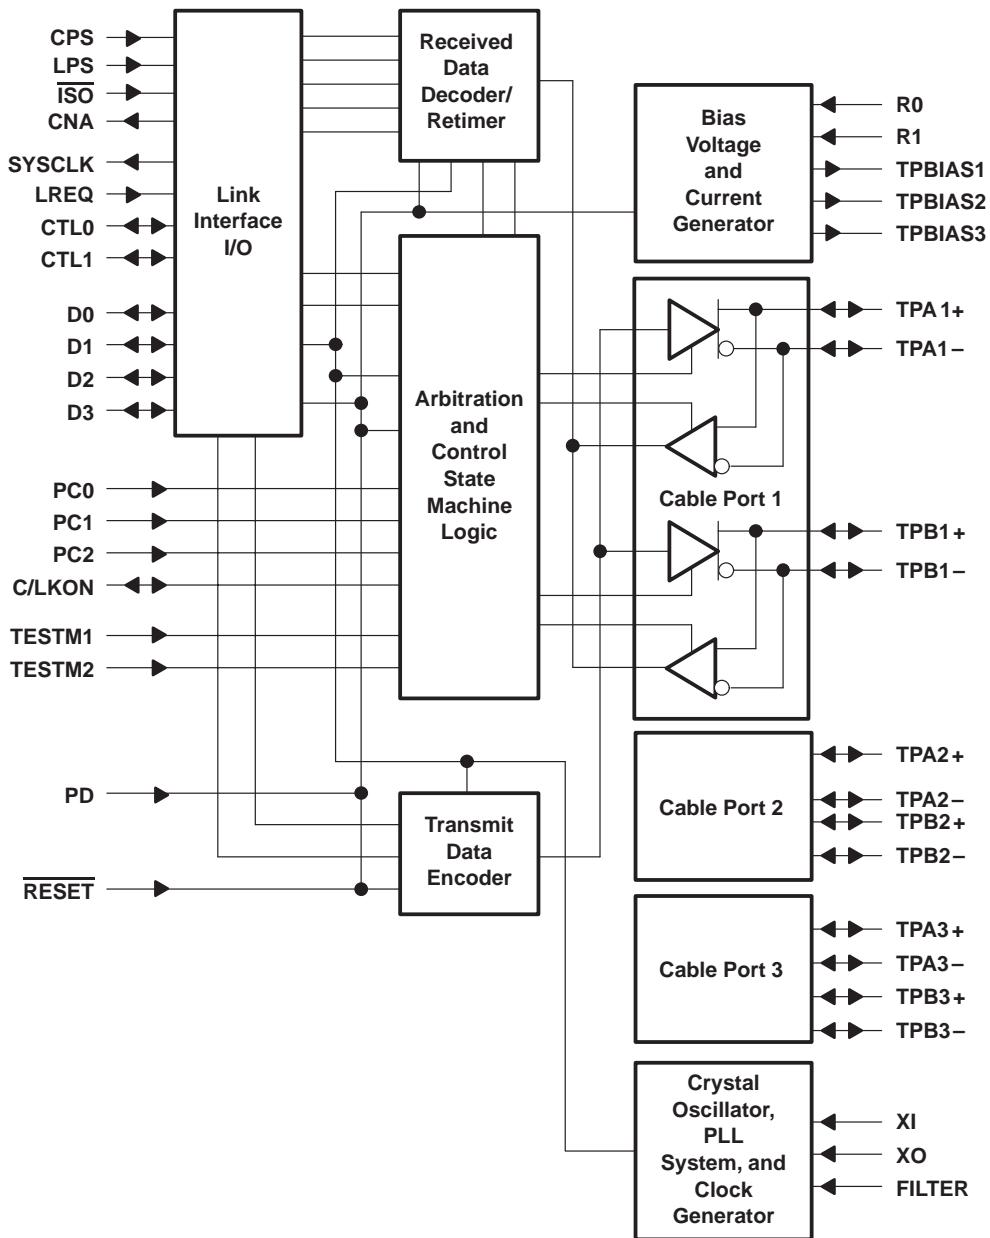 CPS
LPS
ISO
CNA
SYSCLK
LREQ
CTL0
CTL1
D0
D1
D2
D3
PC0
PC1
PC2
C/LKON
TESTM1
TESTM2
PD
RESET
Link
Interface
I/O
Received
Data
Decoder/
Retimer
Arbitration
and
Control
State
Machine
Logic
Transmit
Data
Encoder
Bias
Voltage
and
Current
Generator
Cable Port 1
Cable Port 2
Cable Port 3
Crystal
Oscillator,
PLL
System, and
Clock
Generator
R0
R1
TPBIAS1
TPBIAS2
TPBIAS3
TPA1+
TPA1−
TPB1+
TPB1−
TPA2+
TPA2−
TPB2+
TPB2−
TPA3+
TPA3−
TPB3+
TPB3−
XI
XO
FILTER